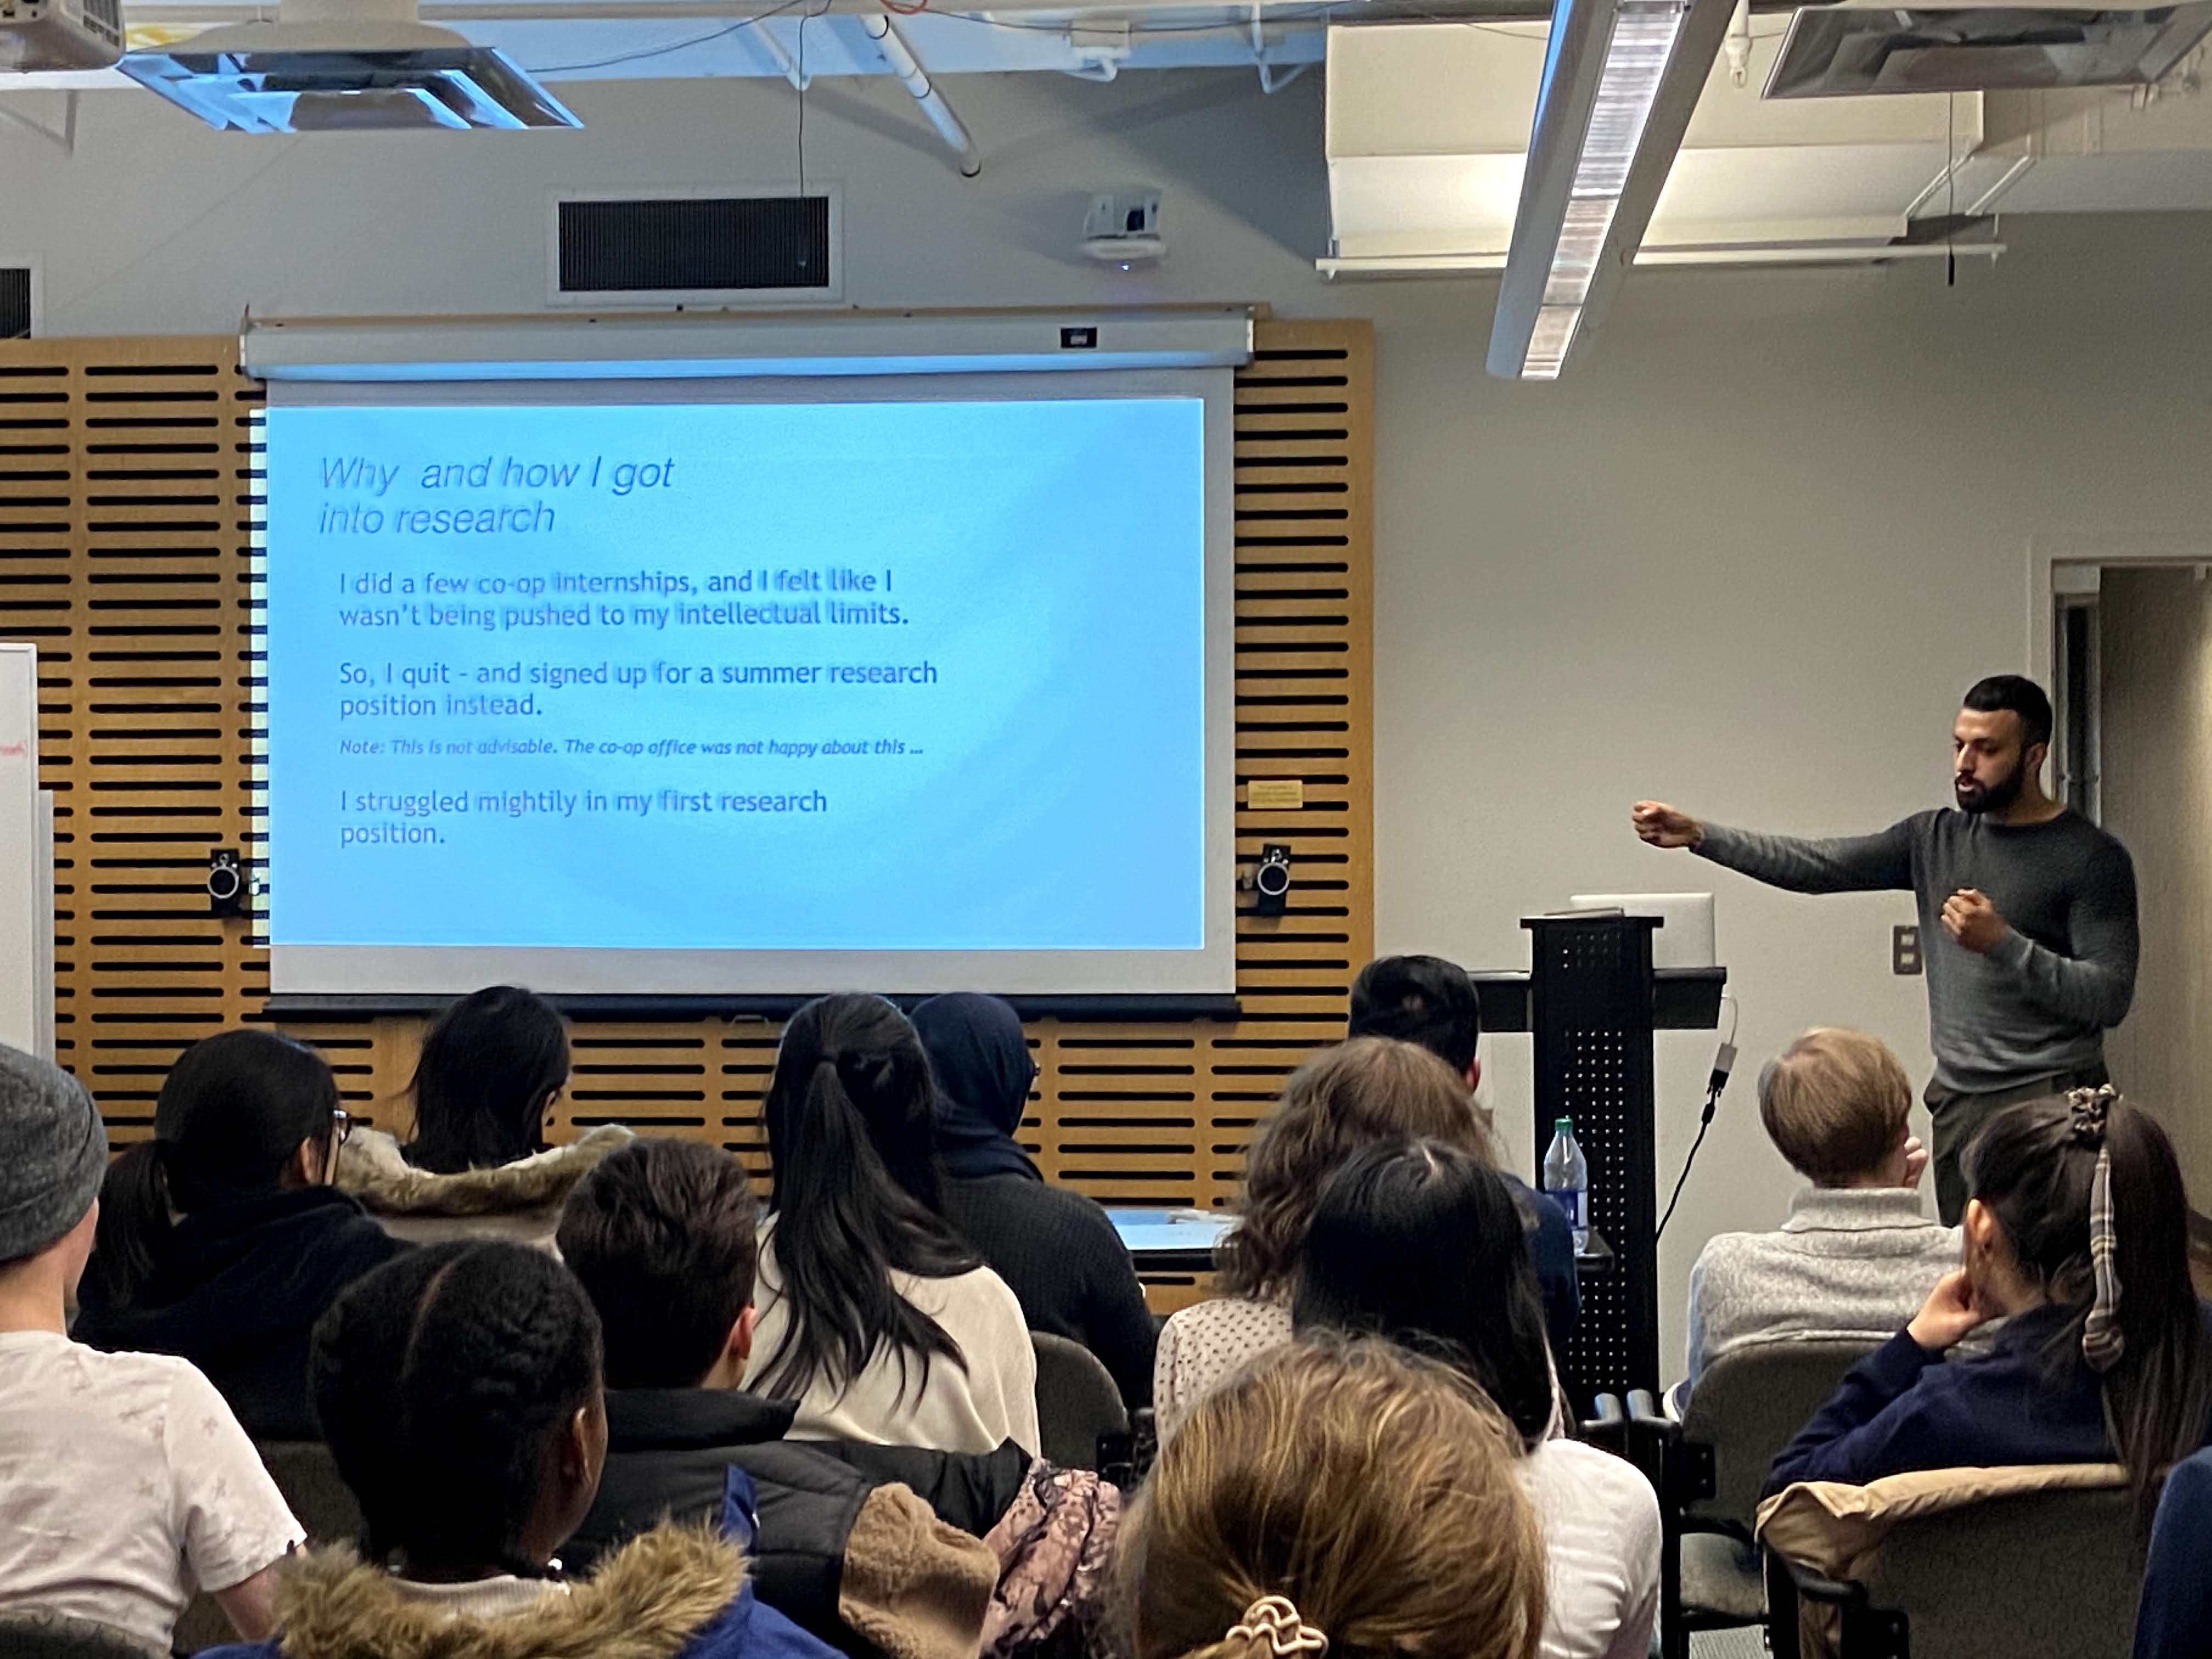 Why and how I got
into research
I did a few co-op internships, and I felt like I
wasn't being pushed to my intellectual limits.
So, I quit - and signed up for a summer research
position instead.
Note: This is not advisable. The co-op office was not happy about this ...
I struggled mightily in my first research
position.